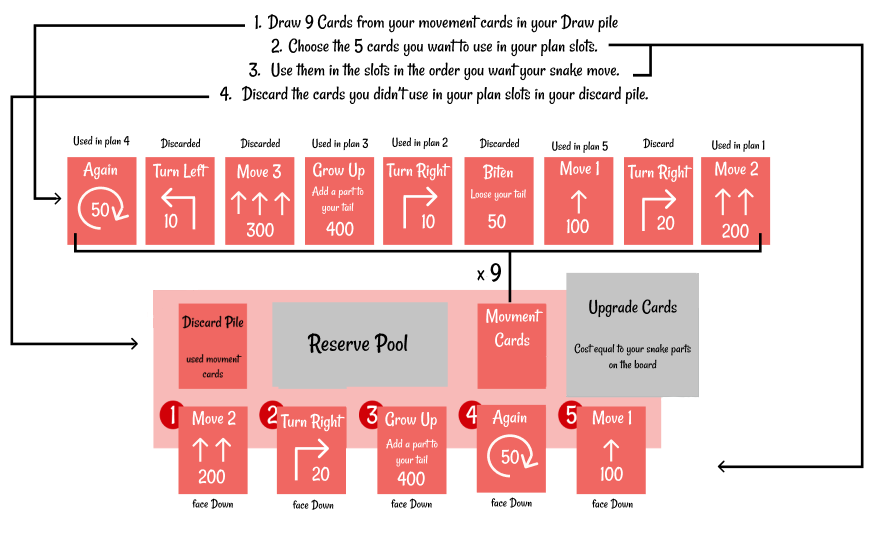 1. Draw 9 Cards from your movement cards in your Draw pile
2. Choose the 5 cards you want to use in your plan slots.
3. Use them in the slots in the order you want your snake move.
4. Discard the cards you didn't use in your plan slots in your discard pile.
Used in plan 4
Again
50
Discarded
Turn Left
10
Discarded
Move 3
300
Used in plan 3
Grow Up
Add a part to
your tail
400
Used in plan 2
Turn Right
10
Discarded
Biten
Loose your tail
50
Used in plan 5
Move 1
100
Discard
Turn Right
20
Used in plan 1
Move 2
200
x 9
Discard Pile
used movment
cards
Reserve Pool
Movment
Cards
Upgrade Cards
Cost equal to your snake parts
on the board
1
Move 2
200
face Down
2
Turn Right
20
face Down
3
Grow Up
Add a part to
your tail
400
face Down
4
Again
50
face Down
5
Move 1
100
face Down